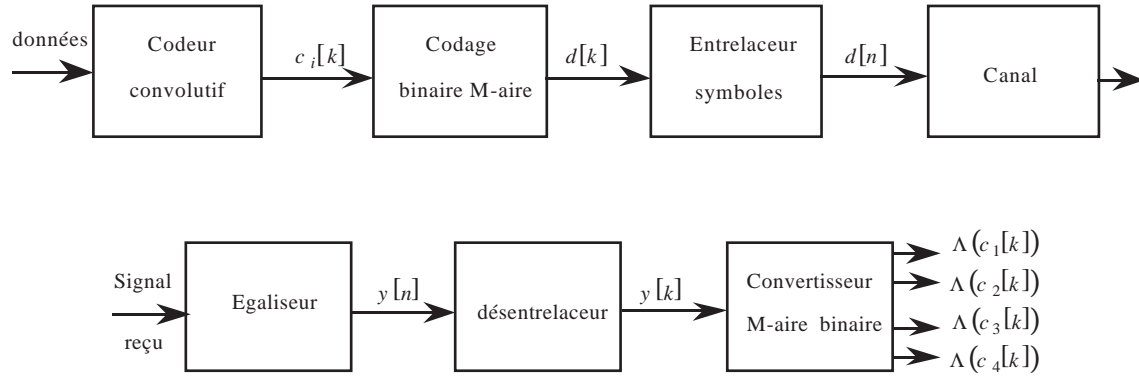 données
Codeur
convolutif
c i[k]
Codage
binaire M-aire
d[k]
Entrelaceur
symboles
d[n]
Canal
Signal
reçu
Egaliseur
y[n]
désentrelaceur
y[k]
Convertisseur
M-aire binaire
Λ(c 1[k])
Λ(c 2[k])
Λ(c 3[k])
Λ(c 4[k])